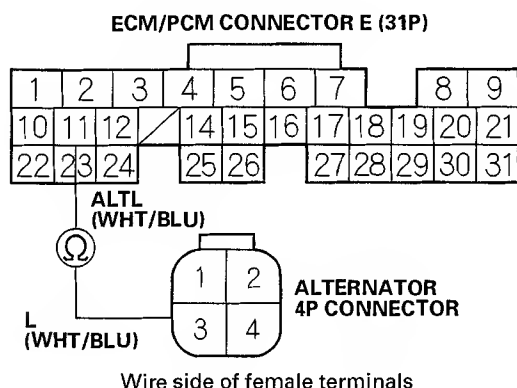 ECM/PCM CONNECTOR E (31P)
1 2 3 4 5 6 7 8 9
10 11 12 14 15 16 17 18 19 20 21
22 23 24 25 26 27 28 29 30 31
ALTL
(WHT/BLU)
Ω
1 2
3 4
ALTERNATOR
4P CONNECTOR
L
(WHT/BLU)
Wire side of female terminals